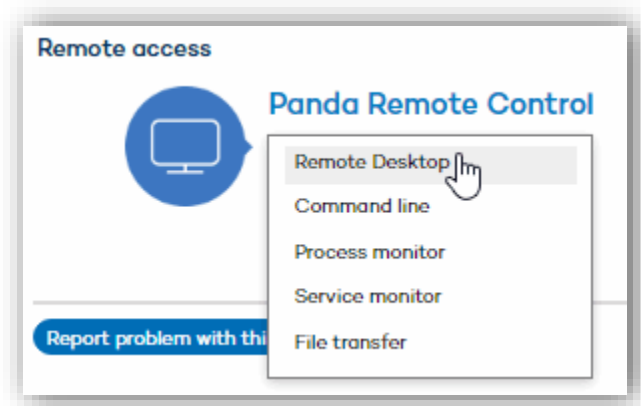 Remote access
Panda Remote Control
Remote Desktop
Command line
Process monitor
Service monitor
File transfer
Report problem with thi